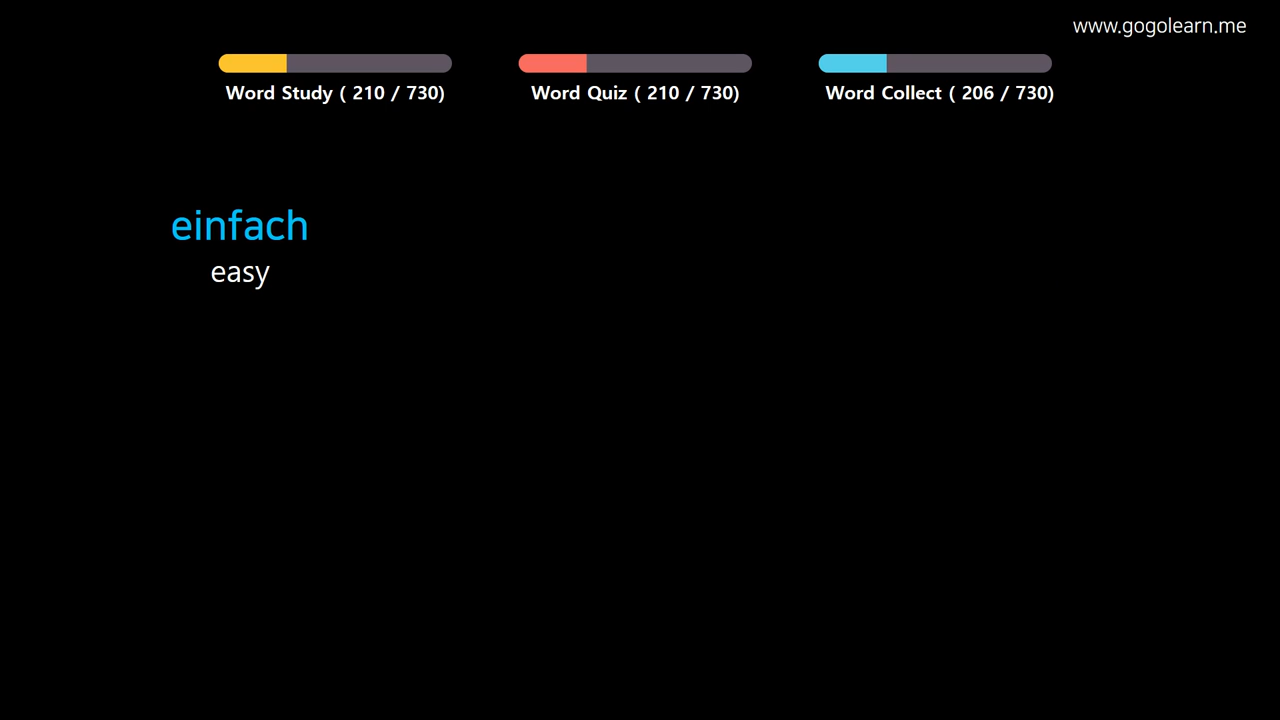 www.gogolearn.me
Word Study ( 210 / 730)
Word Quiz ( 210 / 730)
Word Collect ( 206 / 730)
einfach
easy